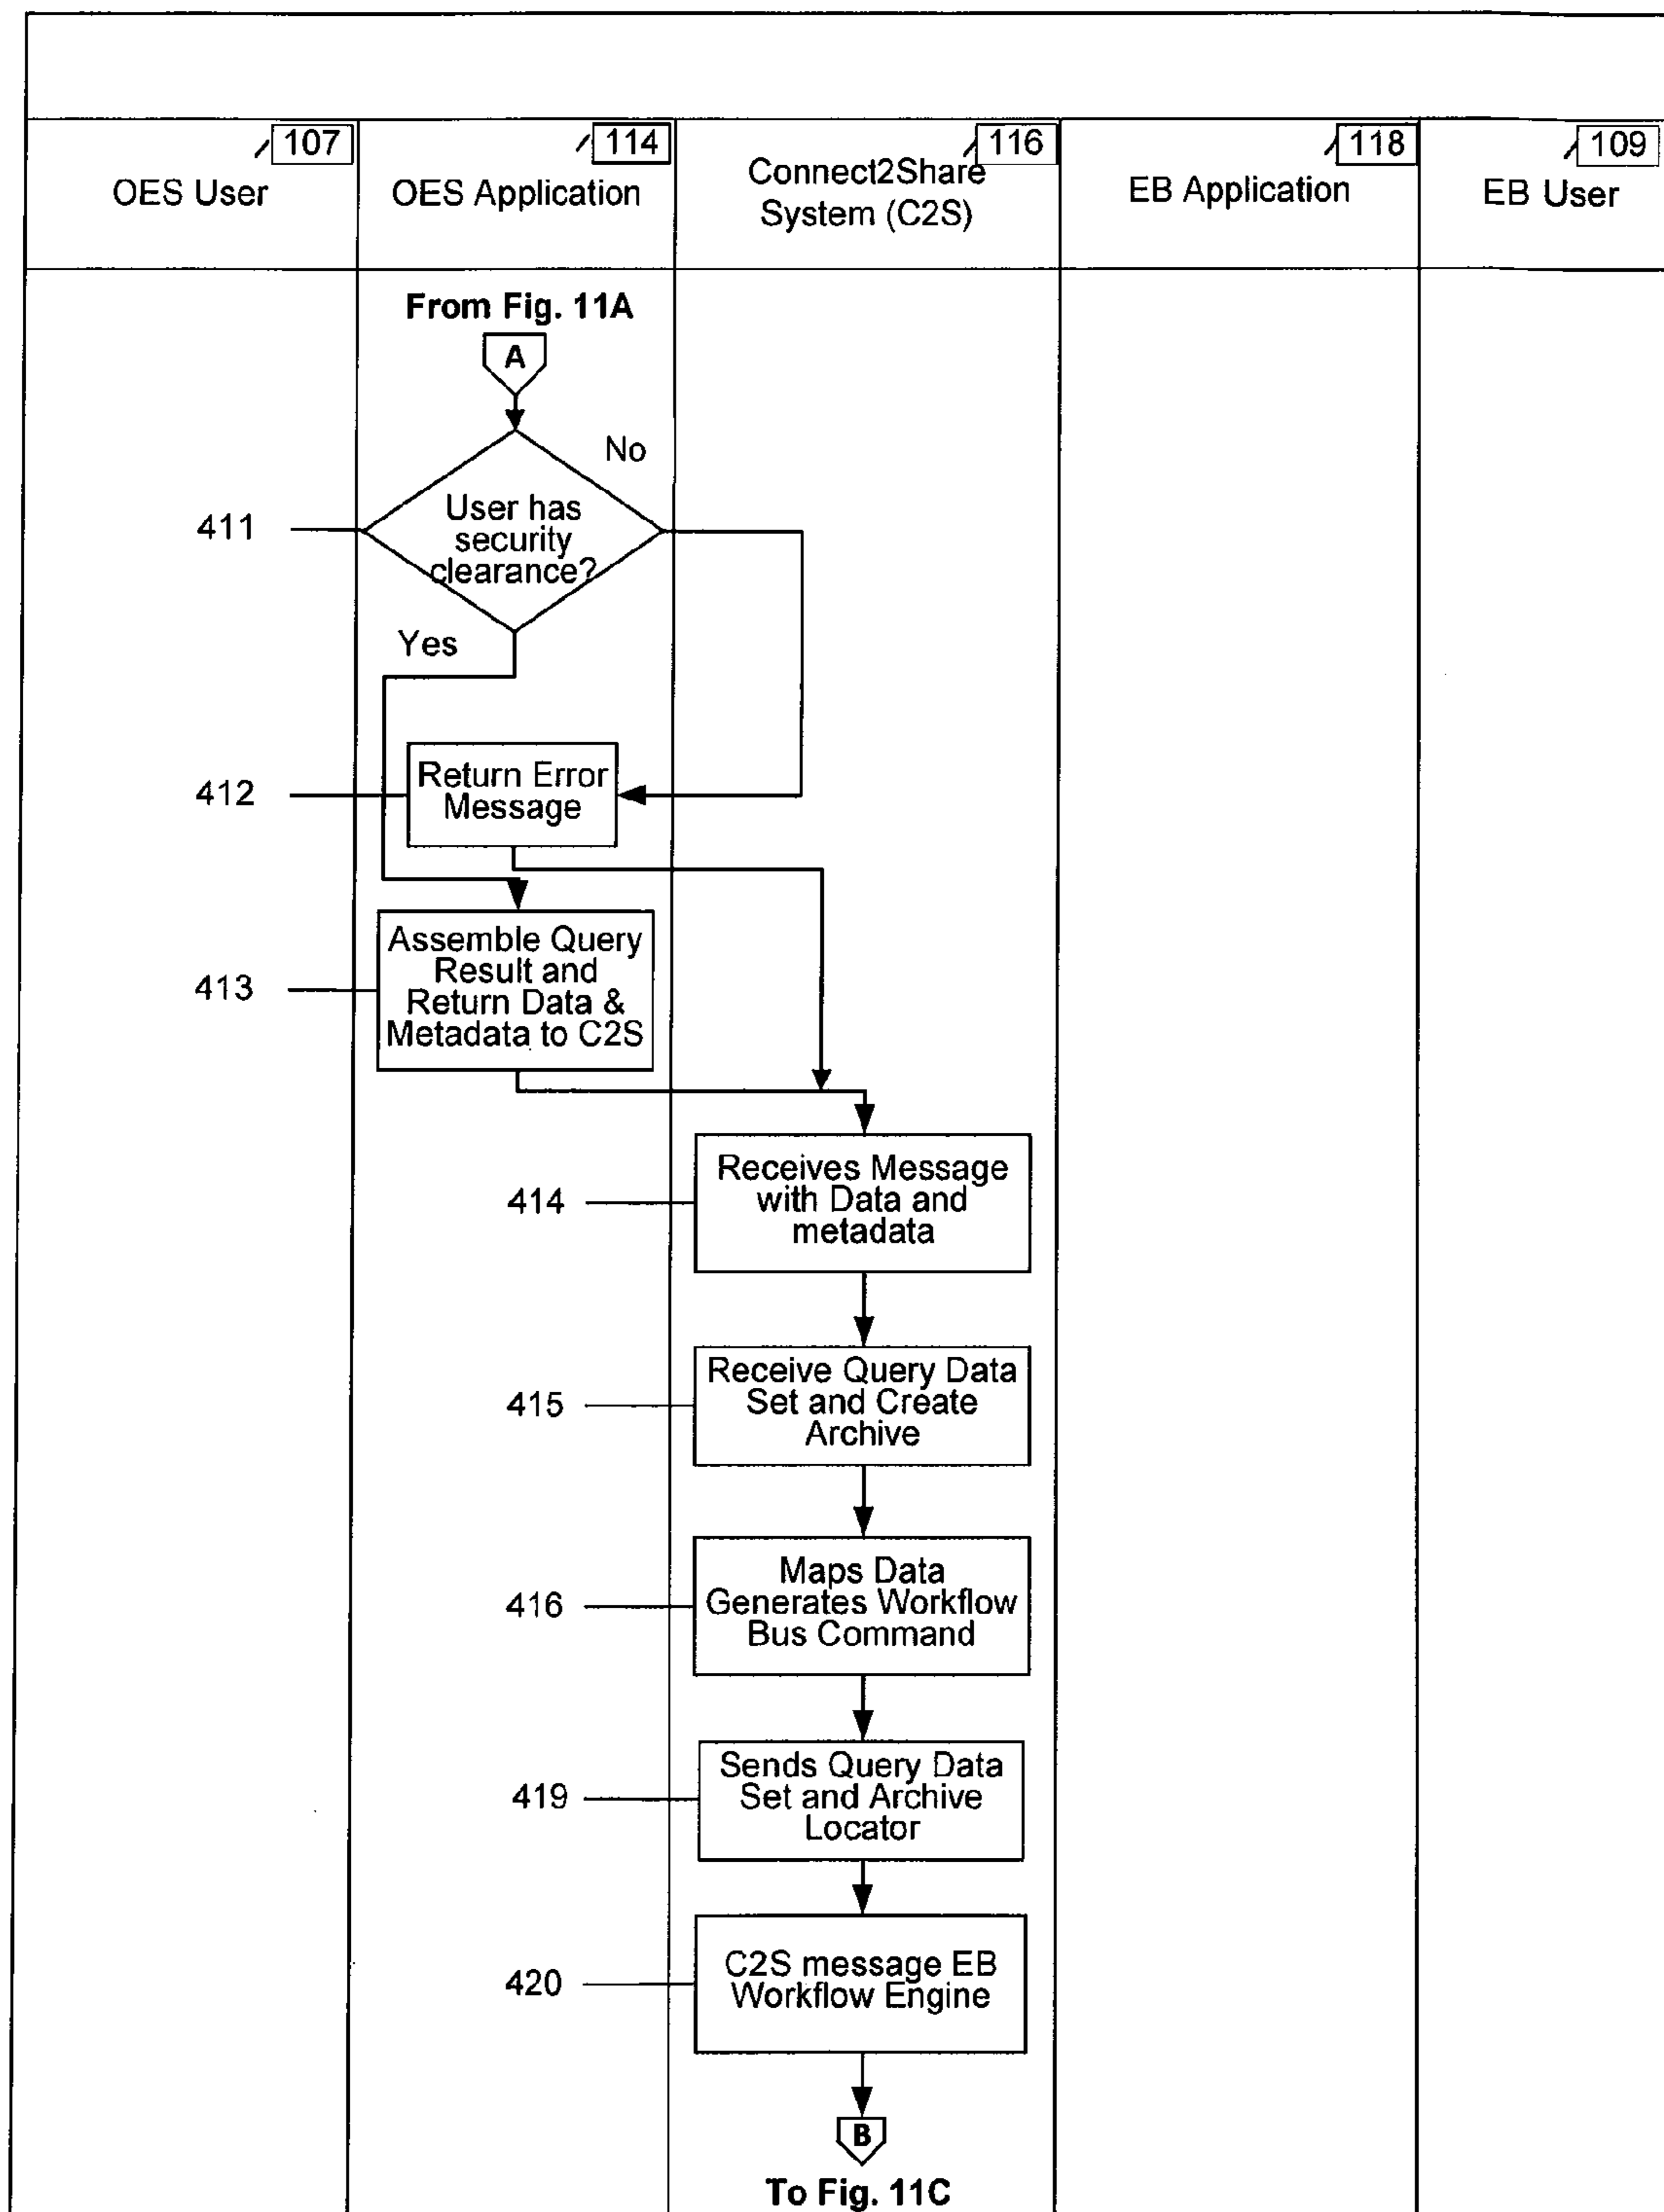 107
OES User
114
OES Application
116
Connect2Share
System (C2S)
118
EB Application
109
EB User
From Fig. 11A
A
No
411
User has
security
clearance?
Yes
412
Return Error
Message
413
Assemble Query
Result and
Return Data &
Metadata to C2S
414
Receives Message
with Data and
metadata
415
Receive Query Data
Set and Create
Archive
416
Maps Data
Generates Workflow
Bus Command
419
Sends Query Data
Set and Archive
Locator
420
C2S message EB
Workflow Engine
B
To Fig. 11C